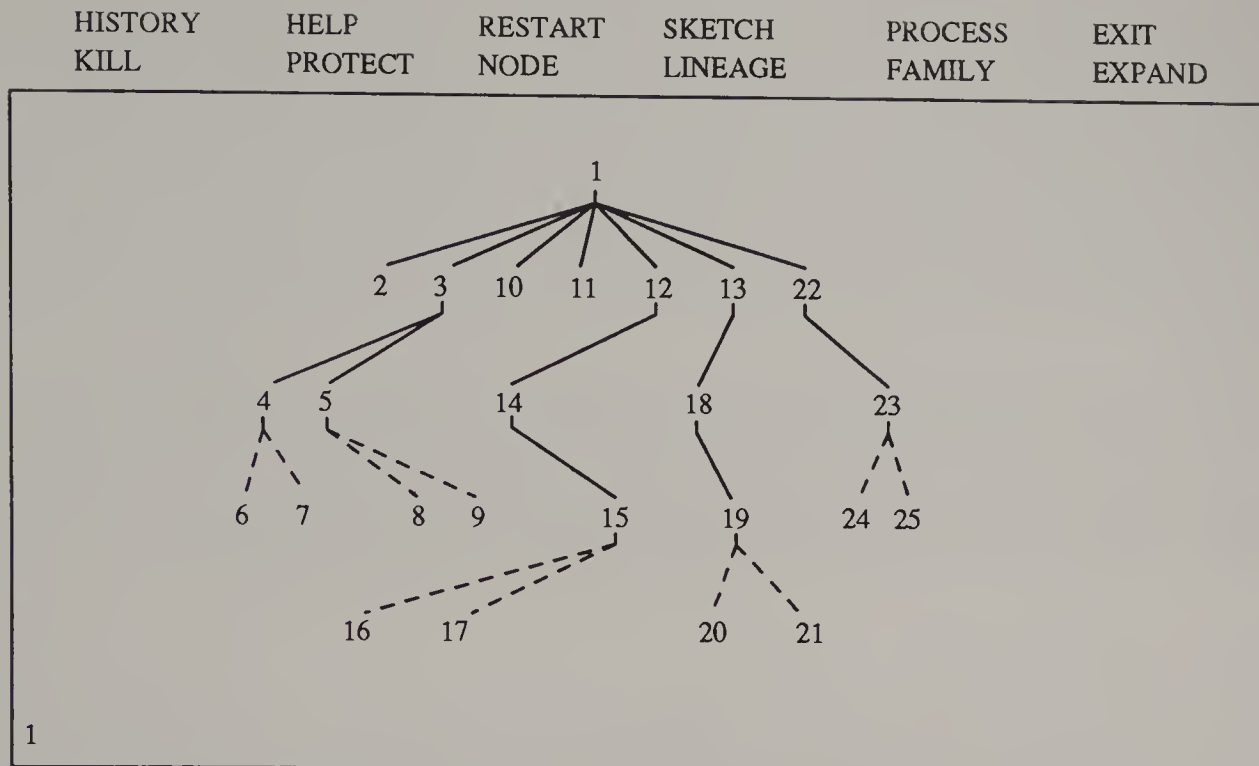 HISTORY HELP RESTART SKETCH PROCESS EXIT
KILL PROTECT NODE LINEAGE FAMILY EXPAND
1
2 3 10 11 12 13 22
4 5 14 18 23
6 7 8 9 15 19 24 25
16 17 20 21
1